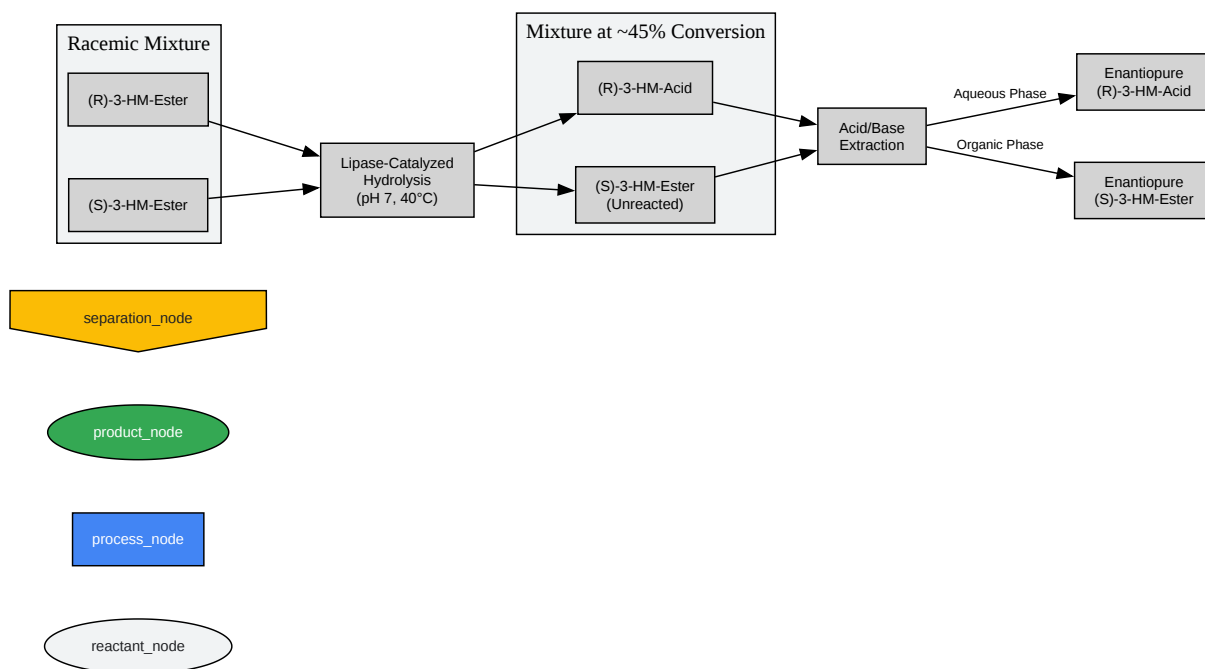 Racemic Mixture
(R)-3-HM-Ester
(S)-3-HM-Ester
Lipase-Catalyzed
Hydrolysis
(pH 7, 40°C)
Mixture at ~45% Conversion
(R)-3-HM-Acid
(S)-3-HM-Ester
(Unreacted)
Acid/Base
Extraction
Aqueous Phase
Organic Phase
Enantiopure
(R)-3-HM-Acid
Enantiopure
(S)-3-HM-Ester
separation_node
product_node
process_node
reactant_node